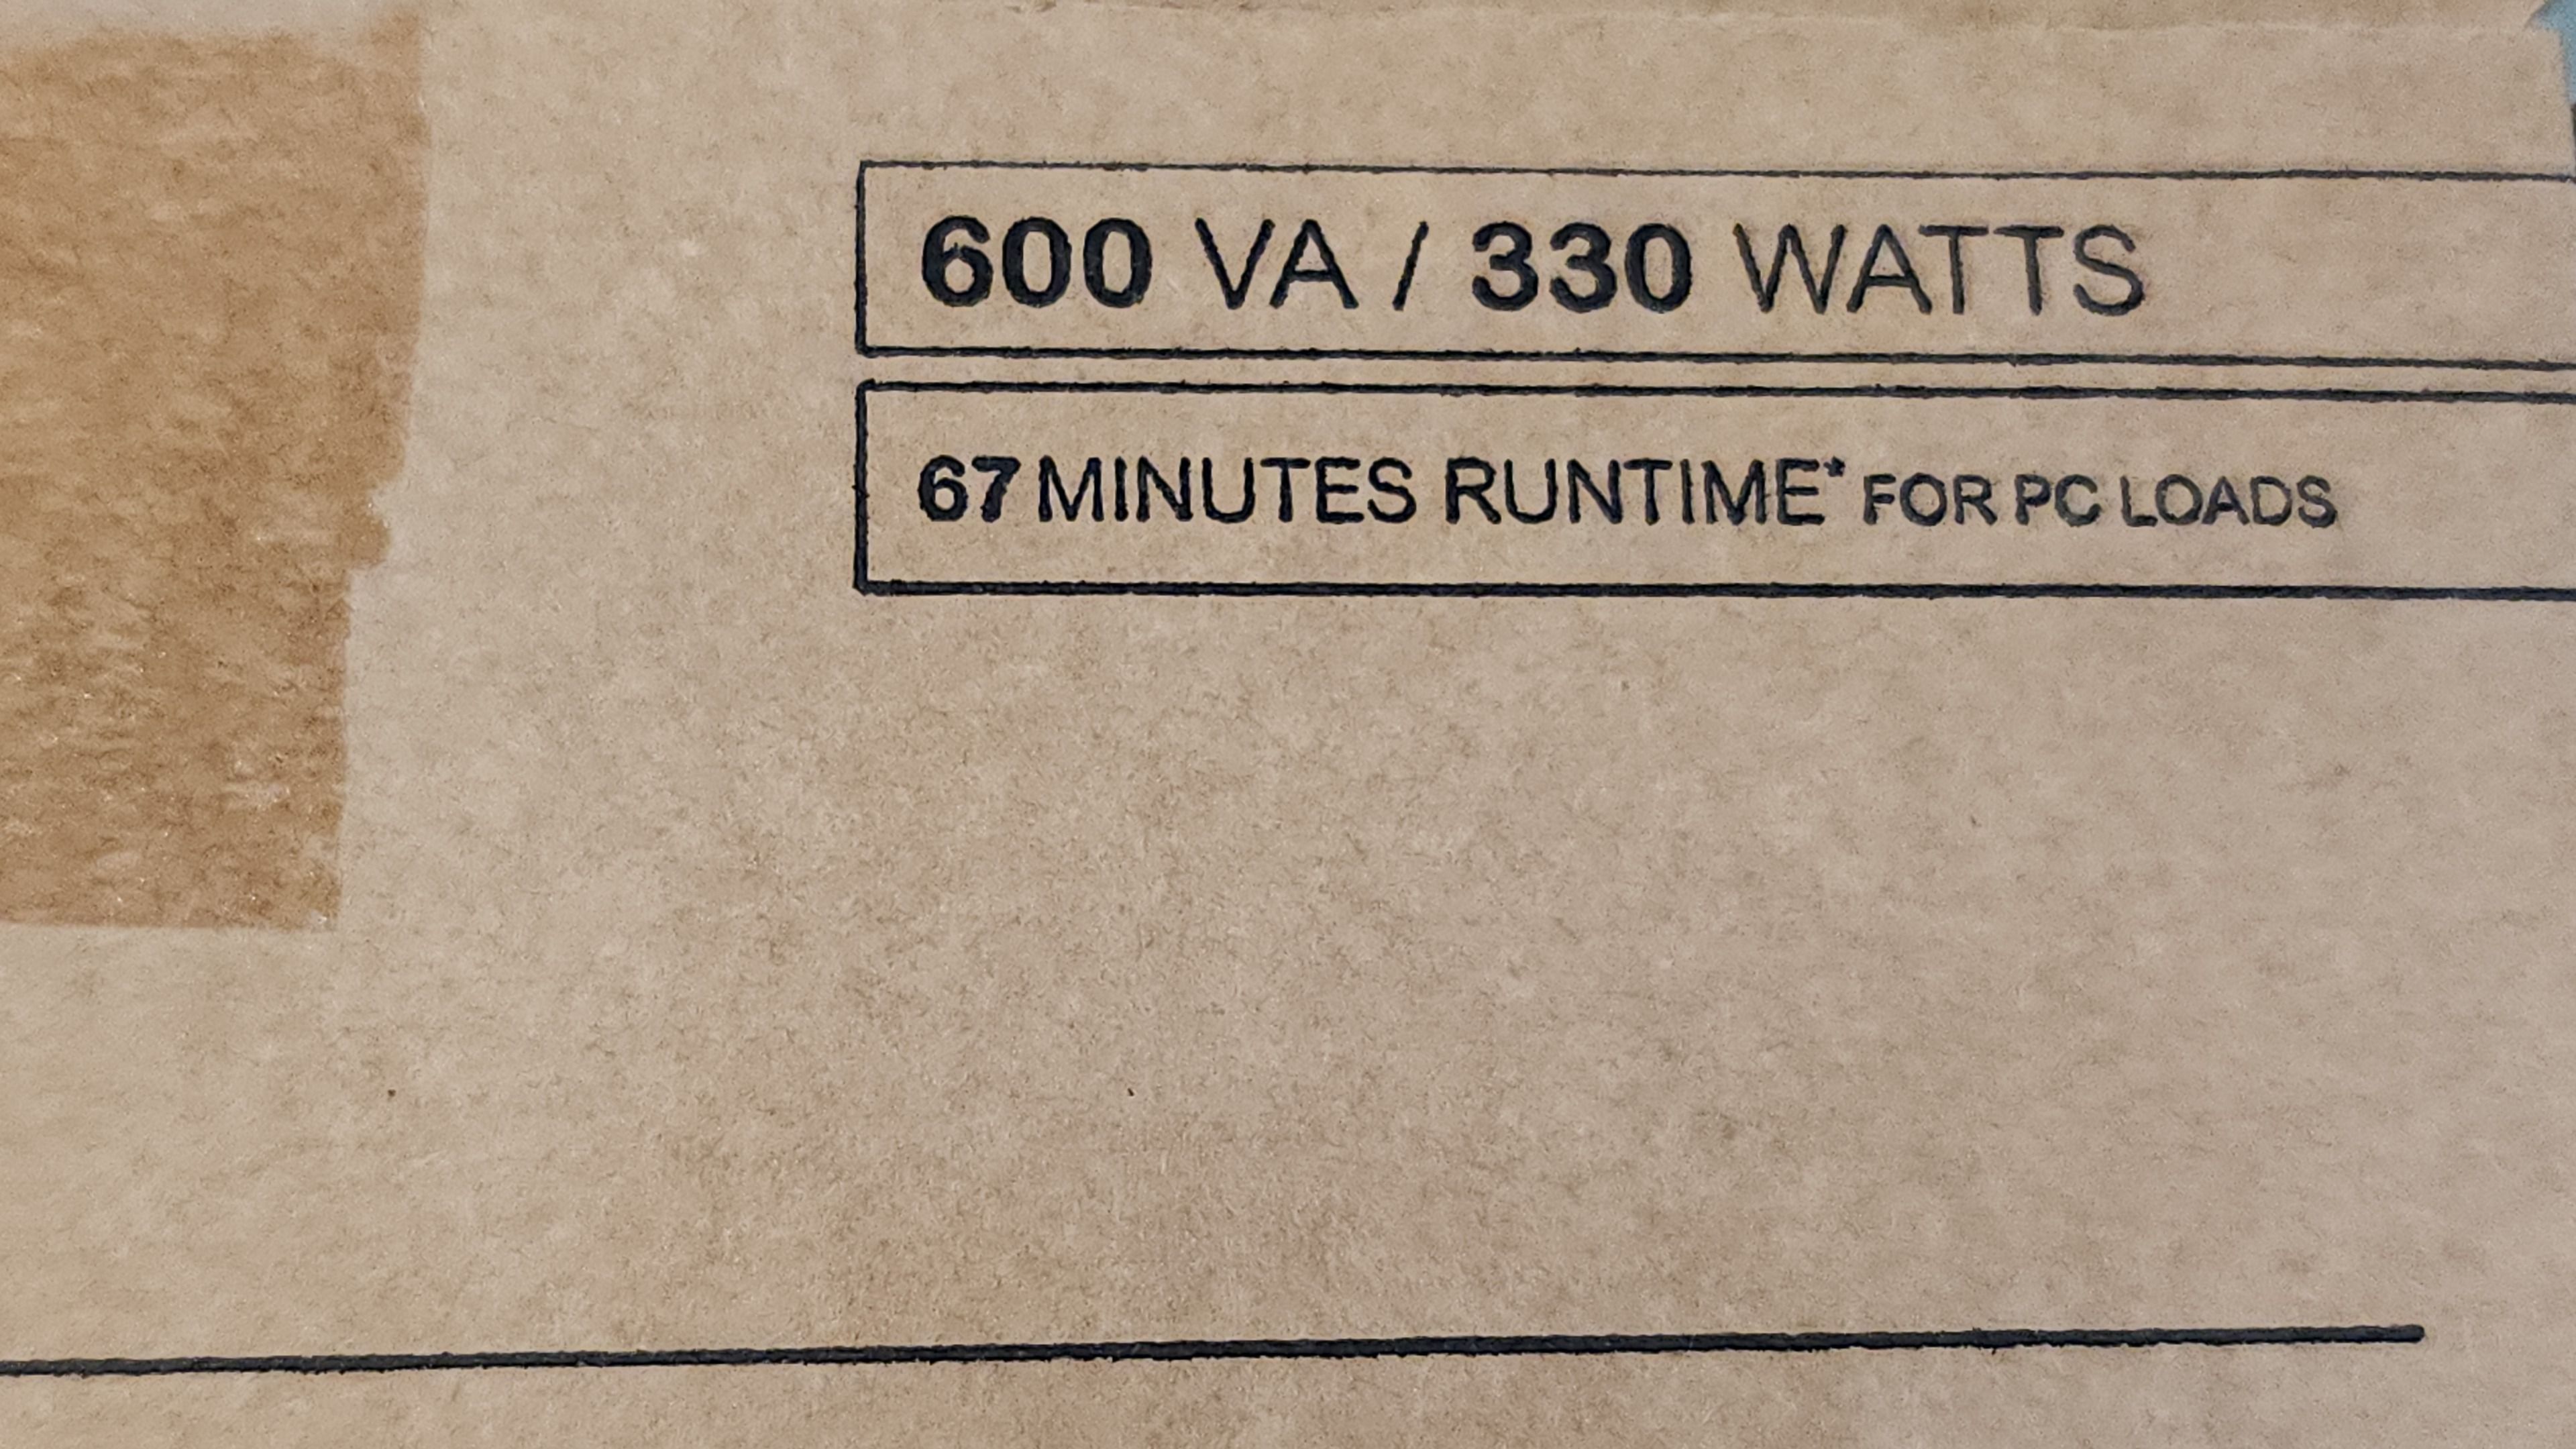 600 VA / 330 WATTS
67 MINUTES RUNTIME* FOR PC LOADS